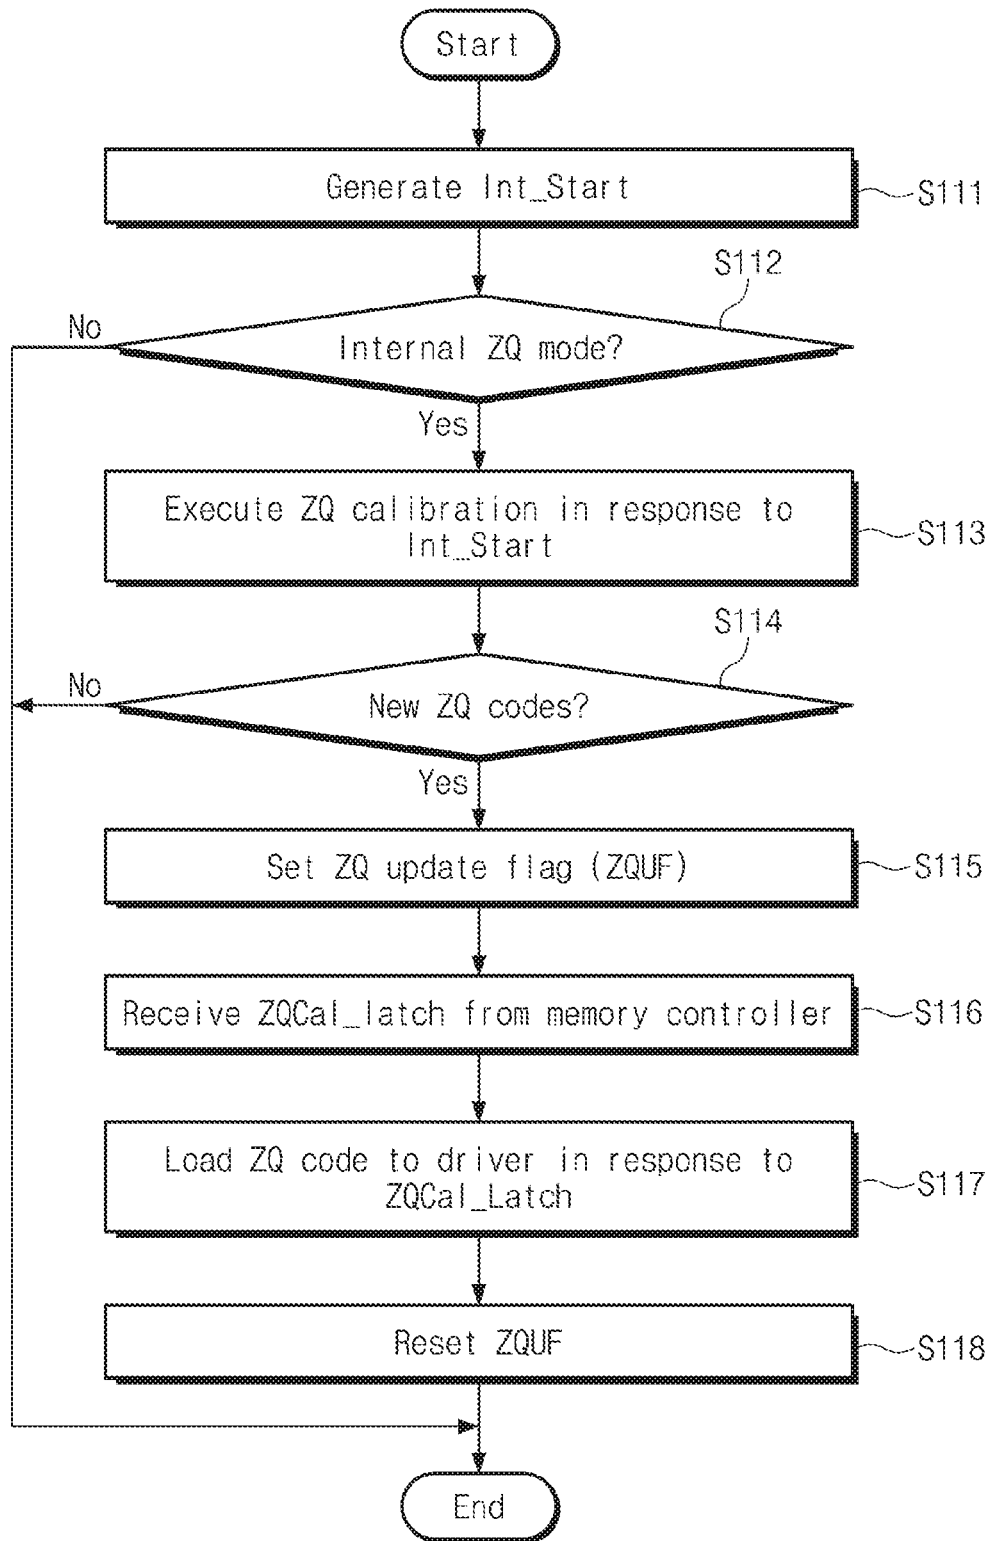 Start
Generate Int_Start
S111
S112
No
Internal ZQ mode?
Yes
Execute ZQ calibration in response to
Int_Start
S113
S114
No
New ZQ codes?
Yes
Set ZQ update flag (ZQUF)
S115
Receive ZQCal_latch from memory controller
S116
Load ZQ code to driver in response to
ZQCal_Latch
S117
Reset ZQUF
S118
End